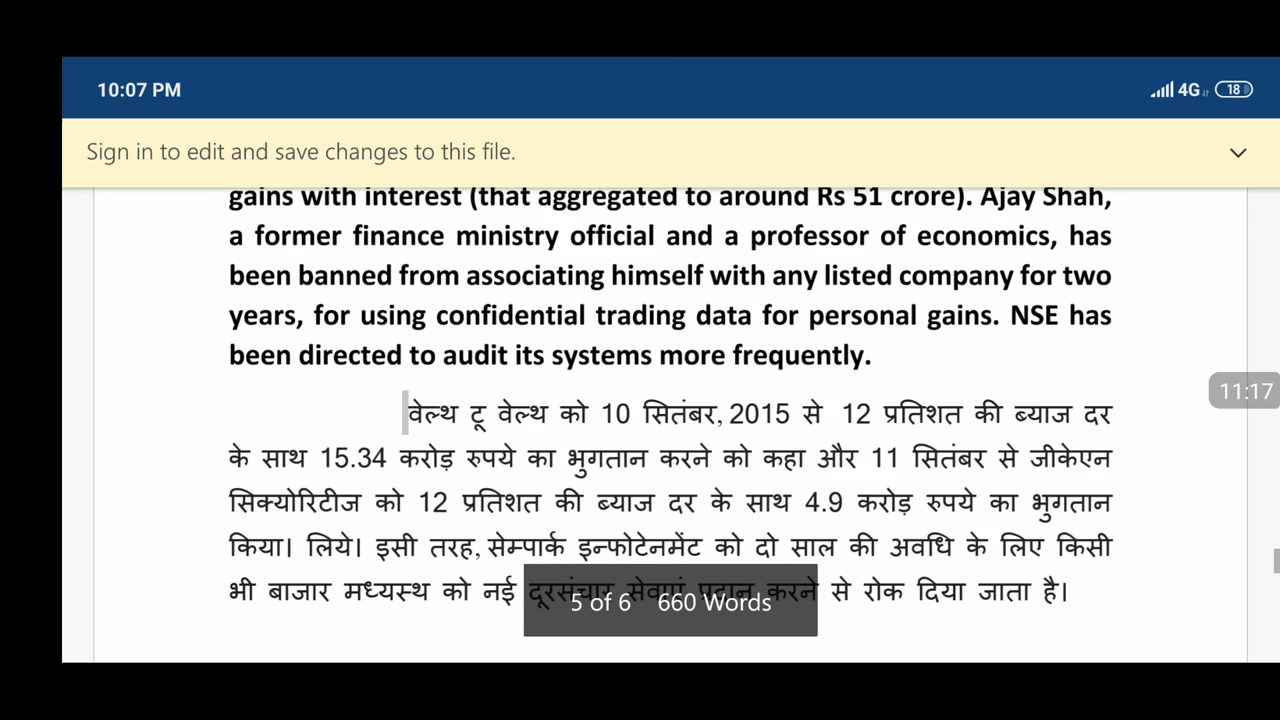 10:07 PM
4G 18
Sign in to edit and save changes to this file.
gains with interest (that aggregated to around Rs 51 crore). Ajay Shah,
a former finance ministry official and a professor of economics, has
been banned from associating himself with any listed company for two
years, for using confidential trading data for personal gains. NSE has
been directed to audit its systems more frequently.
11:17
वेल्थ टू वेल्थ को 10 सितंबर, 2015 से 12 प्रतिशत की ब्याज दर
के साथ 15.34 करोड़ रुपये का भुगतान करने को कहा और 11 सितंबर से जीकेएन
सिक्योरिटीज को 12 प्रतिशत की ब्याज दर के साथ 4.9 करोड़ रुपये का भुगतान
किया। लिये। इसी तरह, सेम्पार्क इन्फोटेनमेंट को दो साल की अवधि के लिए किसी
भी बाजार मध्यस्थ को नई दूरसंचार सेवाएं प्रदान करने से रोक दिया जाता है।
5 of 6 660 Words